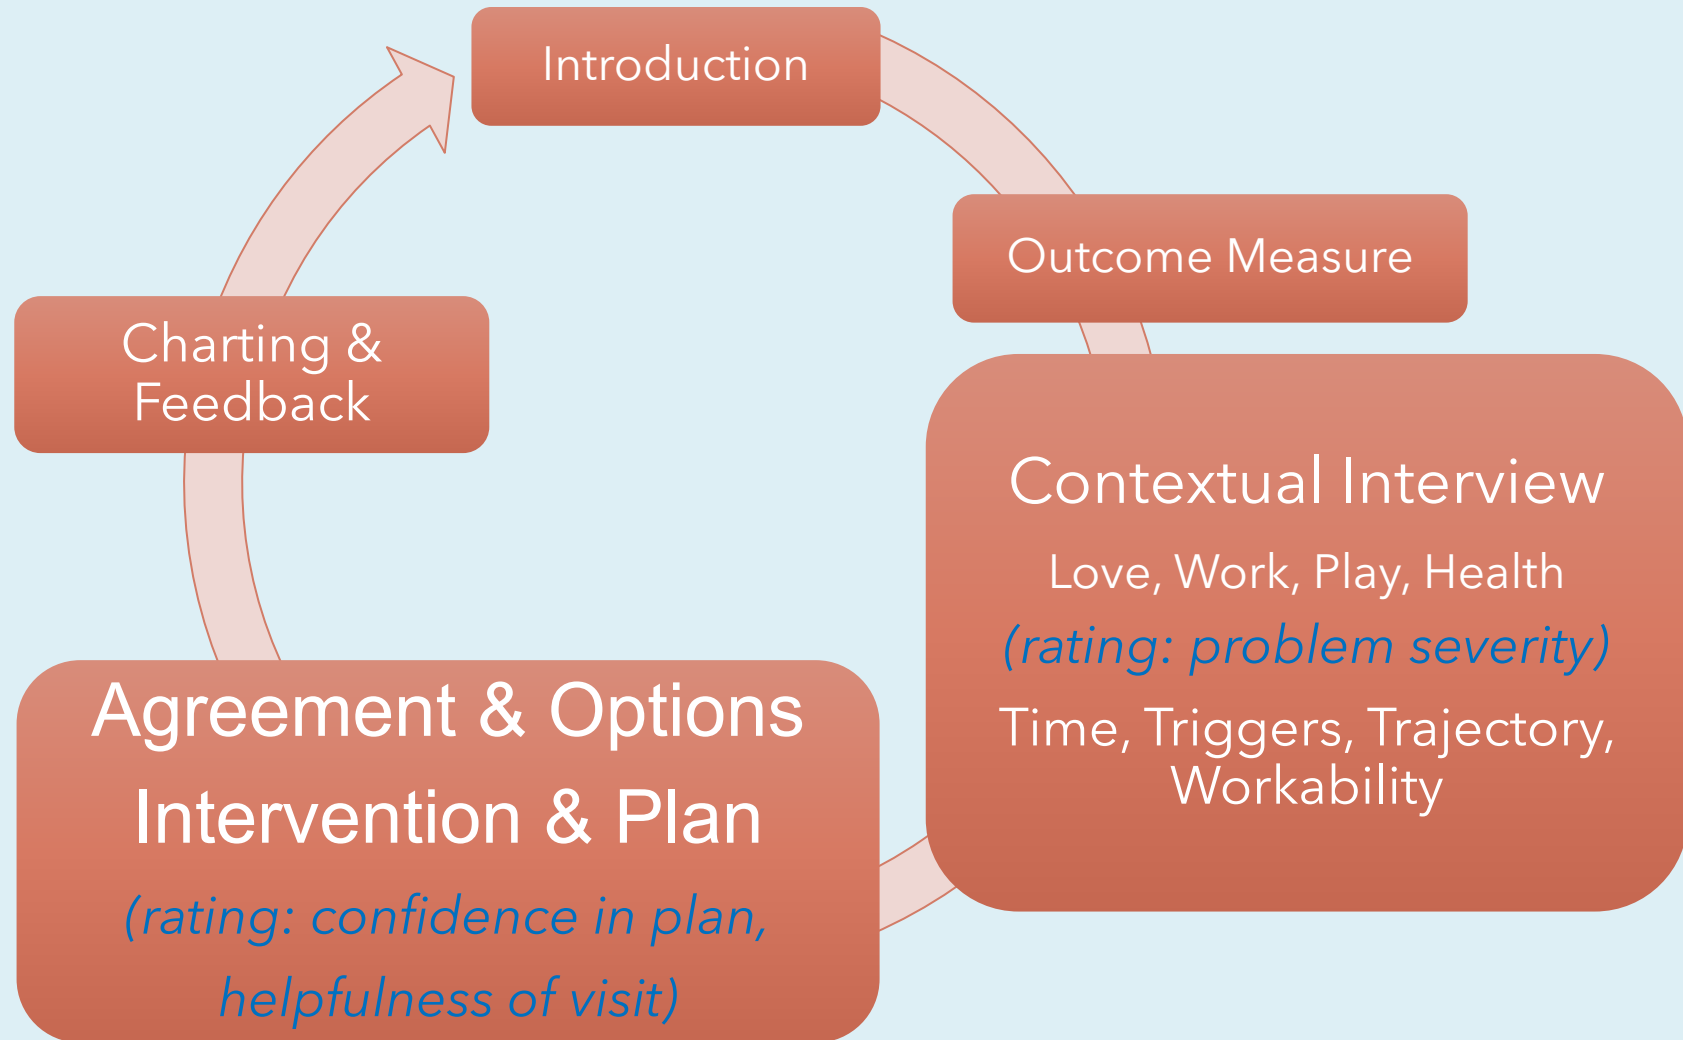 Introduction
Outcome Measure
Contextual Interview
Love, Work, Play, Health
(rating: problem severity)
Time, Triggers, Trajectory,
Workability
Agreement & Options
Intervention & Plan
(rating: confidence in plan,
helpfulness of visit)
Charting &
Feedback